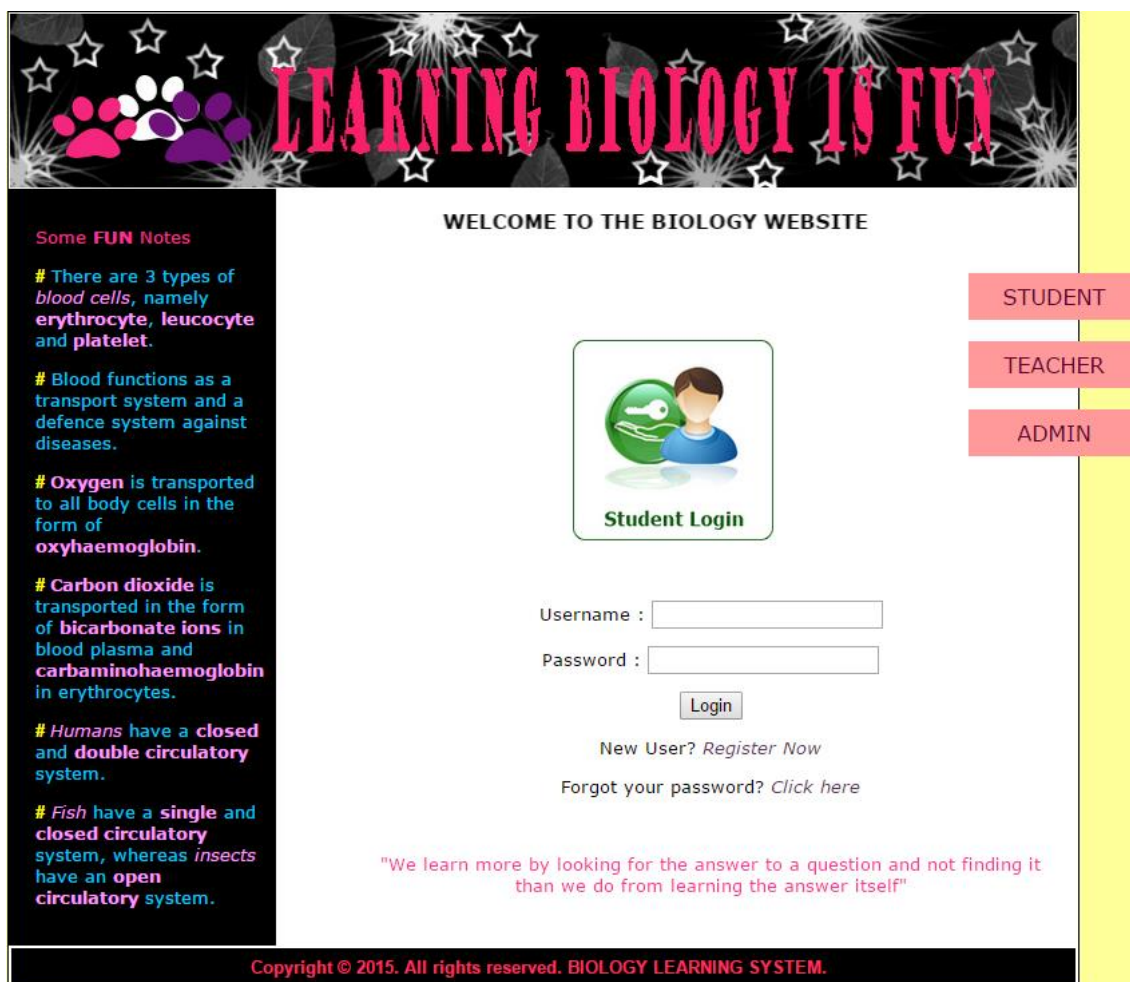 LEARNING BIOLOGY IS FUN
Some FUN Notes
# There are 3 types of
blood cells, namely
erythrocyte, leucocyte
and platelet.
# Blood functions as a
transport system and a
defence system against
diseases.
# Oxygen is transported
to all body cells in the
form of
oxyhaemoglobin.
# Carbon dioxide is
transported in the form
of bicarbonate ions in
blood plasma and
carbaminohaemoglobin
in erythrocytes.
# Humans have a closed
and double circulatory
system.
# Fish have a single and
closed circulatory
system, whereas insects
have an open
circulatory system.
WELCOME TO THE BIOLOGY WEBSITE
STUDENT
TEACHER
ADMIN
Student Login
Username :
Password :
Login
New User? Register Now
Forgot your password? Click here
"We learn more by looking for the answer to a question and not finding it
than we do from learning the answer itself"
Copyright © 2015. All rights reserved. BIOLOGY LEARNING SYSTEM.